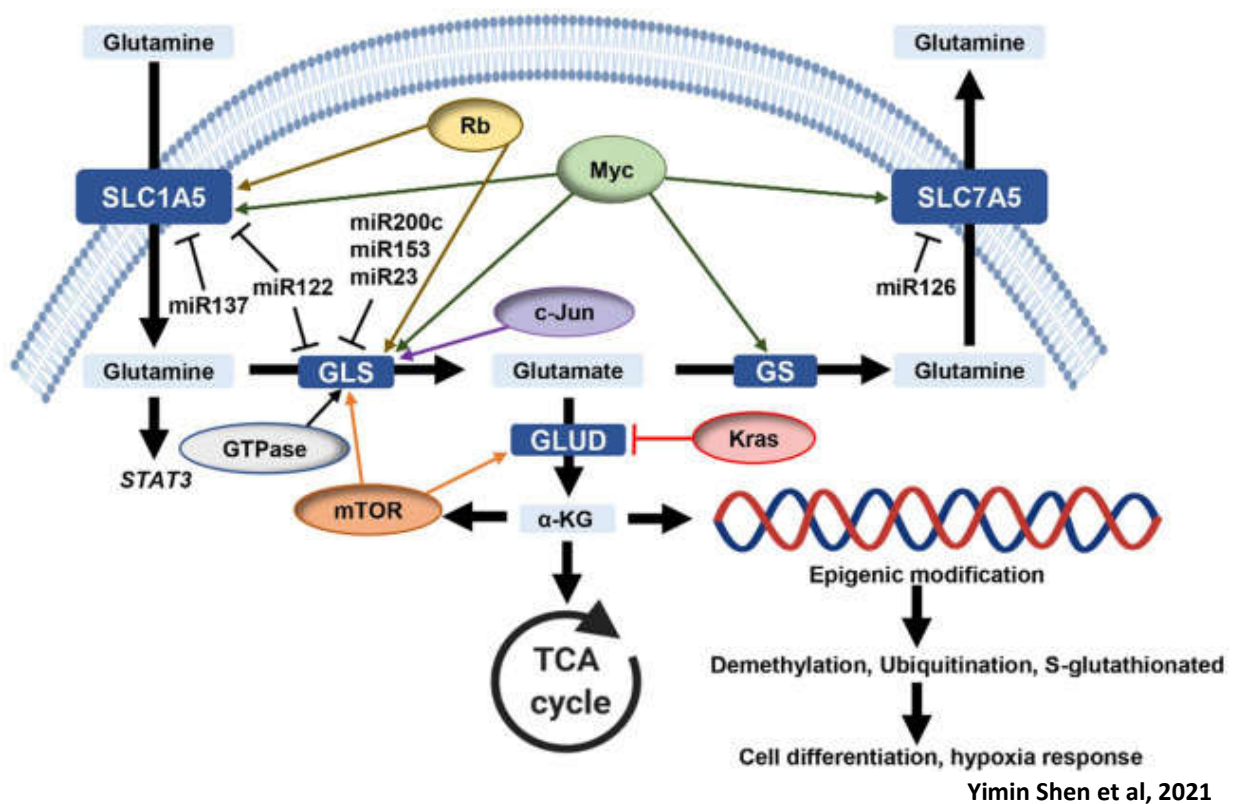 Glutamine
Glutamine
Rb
Myc
SLC1A5
SLC7A5
miR200c
miR153
miR23
miR137
miR122
miR126
c-Jun
Glutamine
GLS
Glutamate
GS
Glutamine
GTPase
GLUD
Kras
STAT3
mTOR
α-KG
Epigenic modification
TCA
cycle
Demethylation, Ubiquitination, S-glutathionated
Cell differentiation, hypoxia response
Yimin Shen et al, 2021